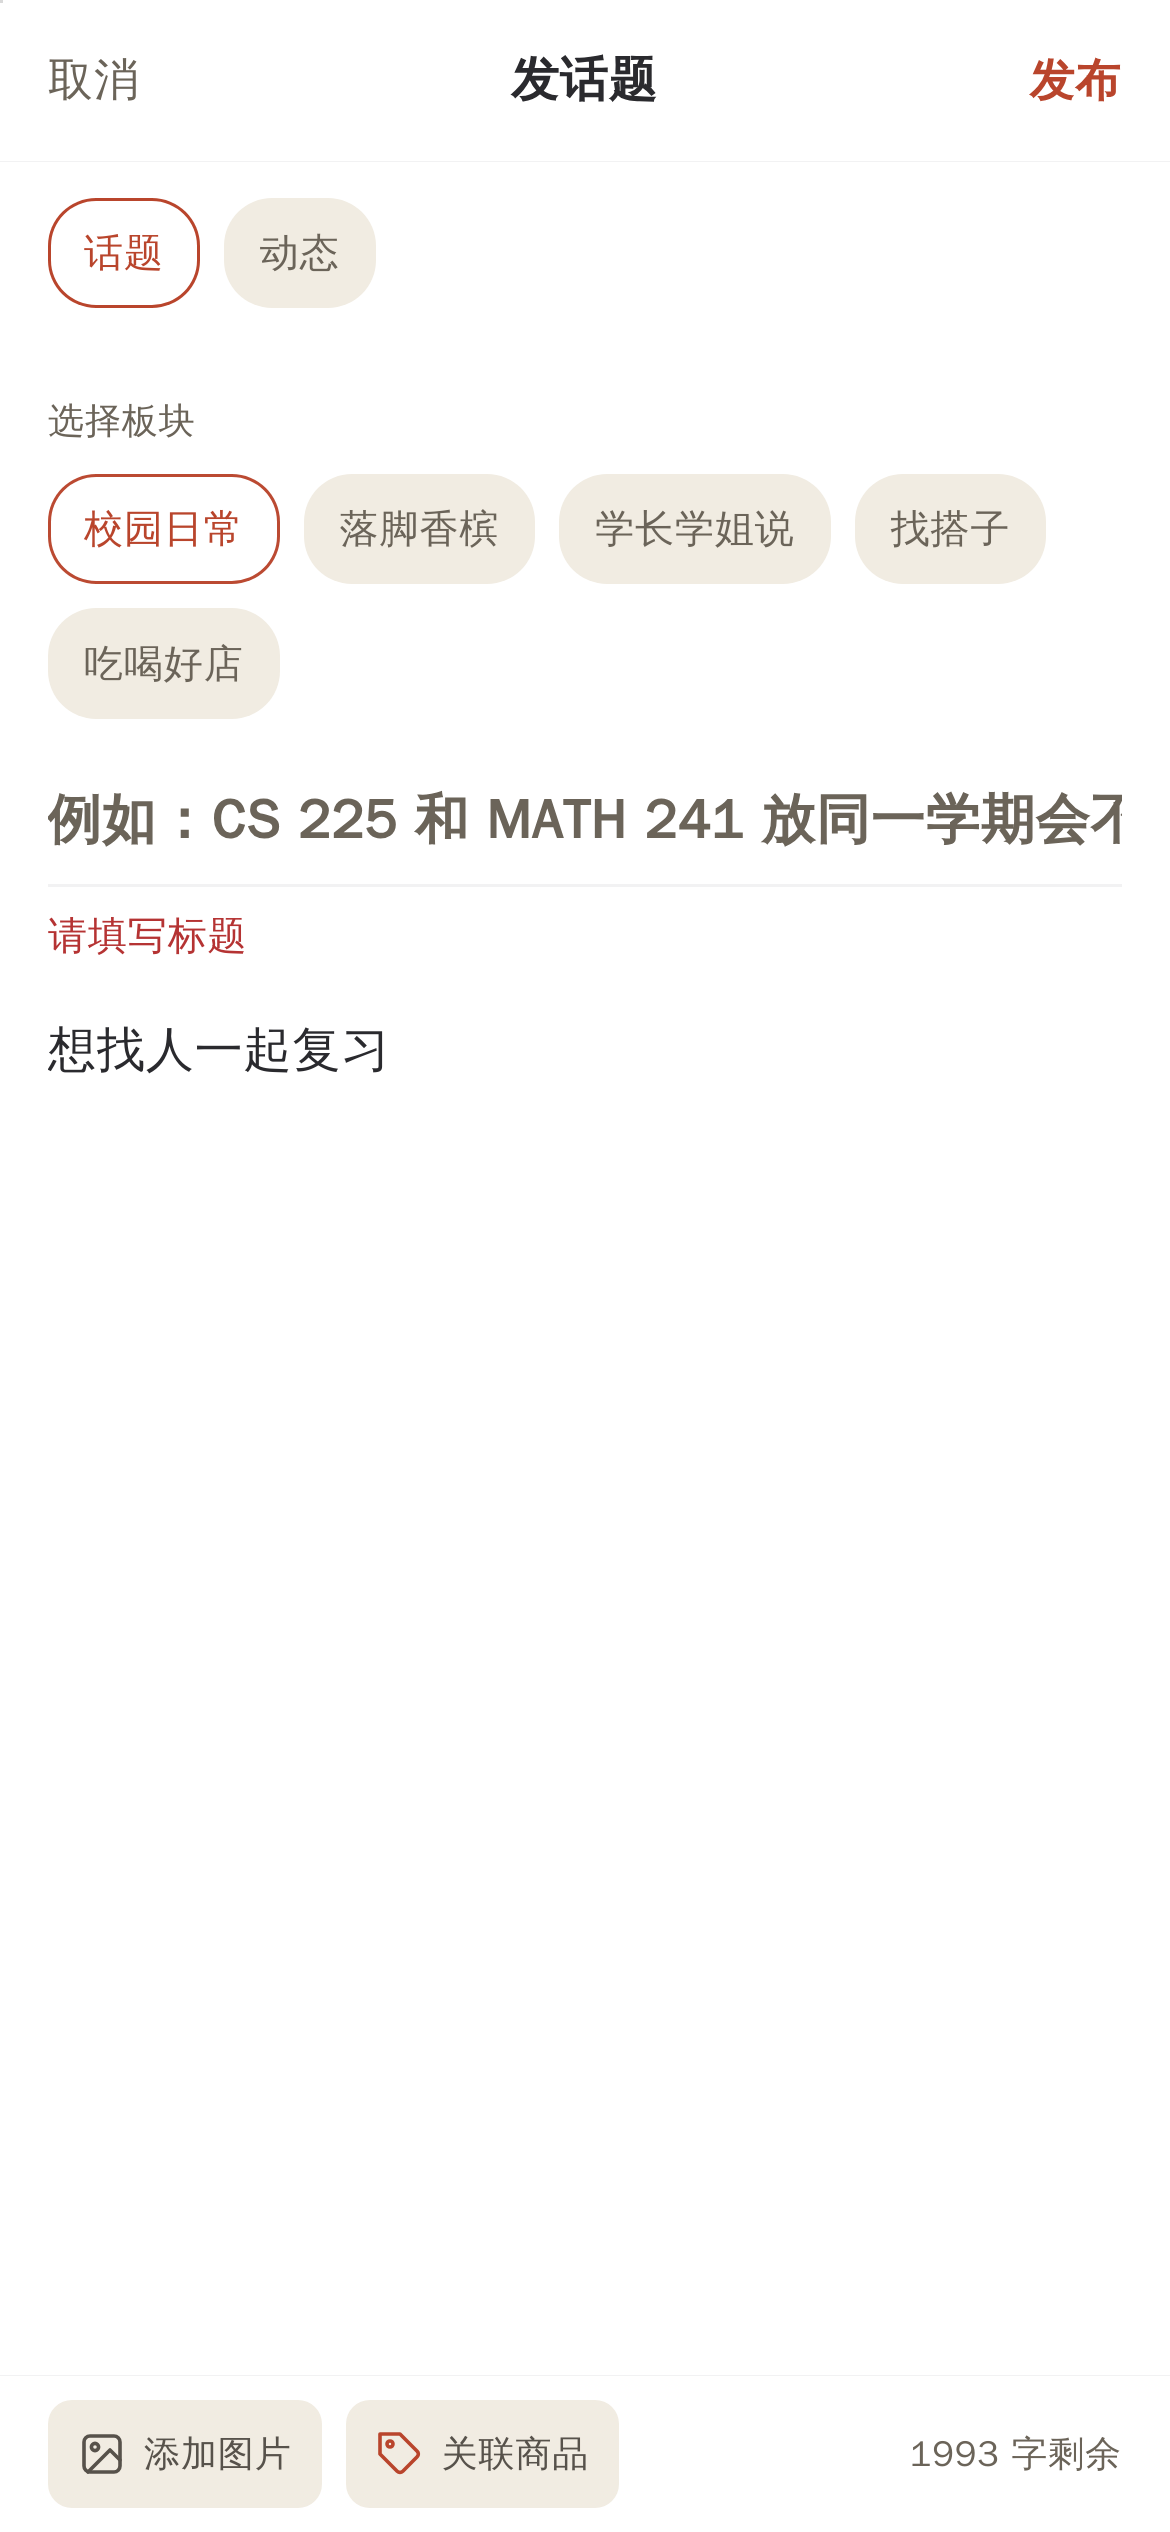 取消 发话题 发布
话题 动态
选择板块
校园日常 落脚香槟 学长学姐说 找搭子
吃喝好店
例如：CS 225 和 MATH 241 放同一学期会不
请填写标题
想找人一起复习
添加图片 关联商品 1993 字剩余